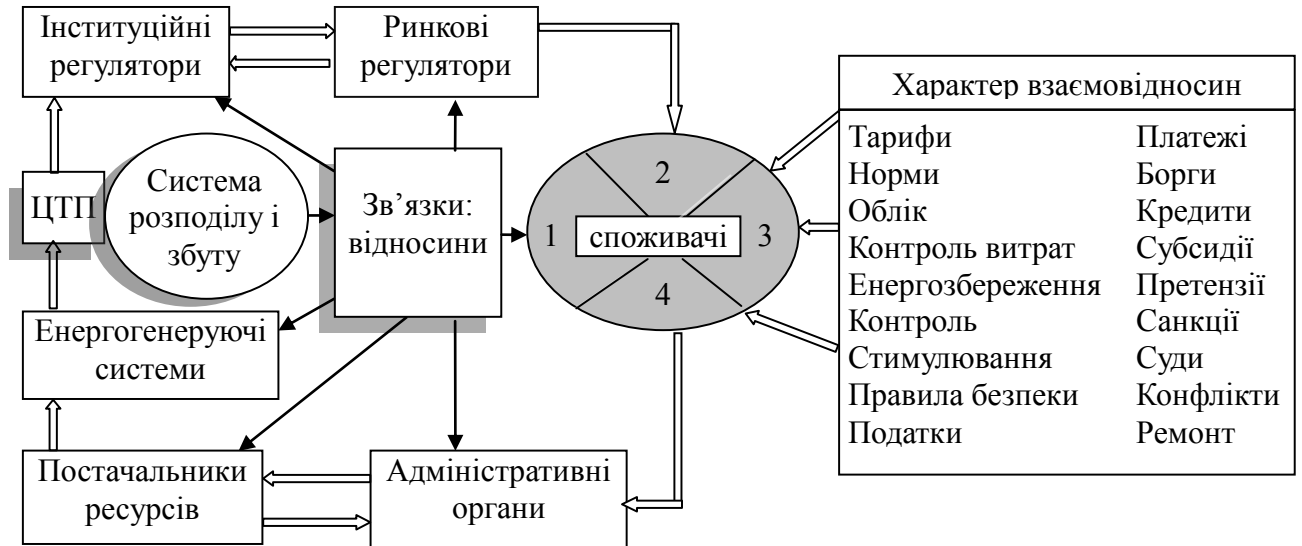 Інституційні
регулятори
Ринкові
регулятори
Характер взаємовідносин
ЦТП
Система
розподілу і
збуту
Зв’язки:
відносини
1
2
споживачі
3
4
Тарифи Платежі
Норми Борги
Облік Кредити
Контроль витрат Субсидії
Енергозбереження Претензії
Контроль Санкції
Стимулювання Суди
Правила безпеки Конфлікти
Податки Ремонт
Енергогенеруючі
системи
Постачальники
ресурсів
Адміністративні
органи